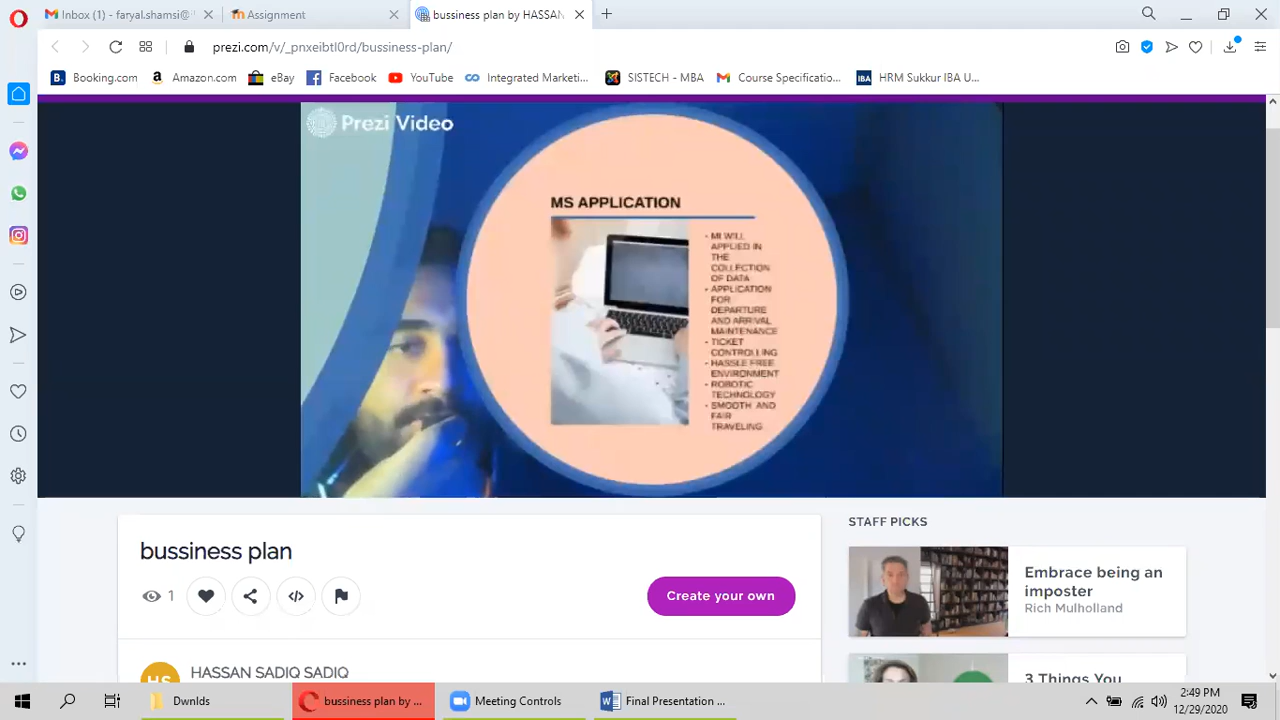 Inbox (1) - faryal.shamsi@
Assignment
bussiness plan by HASSAN
prezi.com/v/_pnxeibtl0rd/bussiness-plan/
Booking.com
Amazon.com
eBay
Facebook
YouTube
Integrated Marketi...
SISTECH - MBA
Course Specificatio...
HRM Sukkur IBA U...
Prezi Video
MS APPLICATION
- MI WILL
APPLIED IN
THE
COLLECTION
OF DATA
- APPLICATION
FOR
DEPARTURE
AND ARRIVAL
MAINTENANCE
- TICKET
CONTROLLING
- HASSLE FREE
ENVIRONMENT
- ROBOTIC
TECHNOLOGY
- SMOOTH AND
FAIR
TRAVELING
bussiness plan
1
Create your own
HS
HASSAN SADIQ SADIQ
STAFF PICKS
Embrace being an
imposter
Rich Mulholland
3 Things You
Dwnlds
bussiness plan by ...
Meeting Controls
Final Presentation ...
2:49 PM
12/29/2020